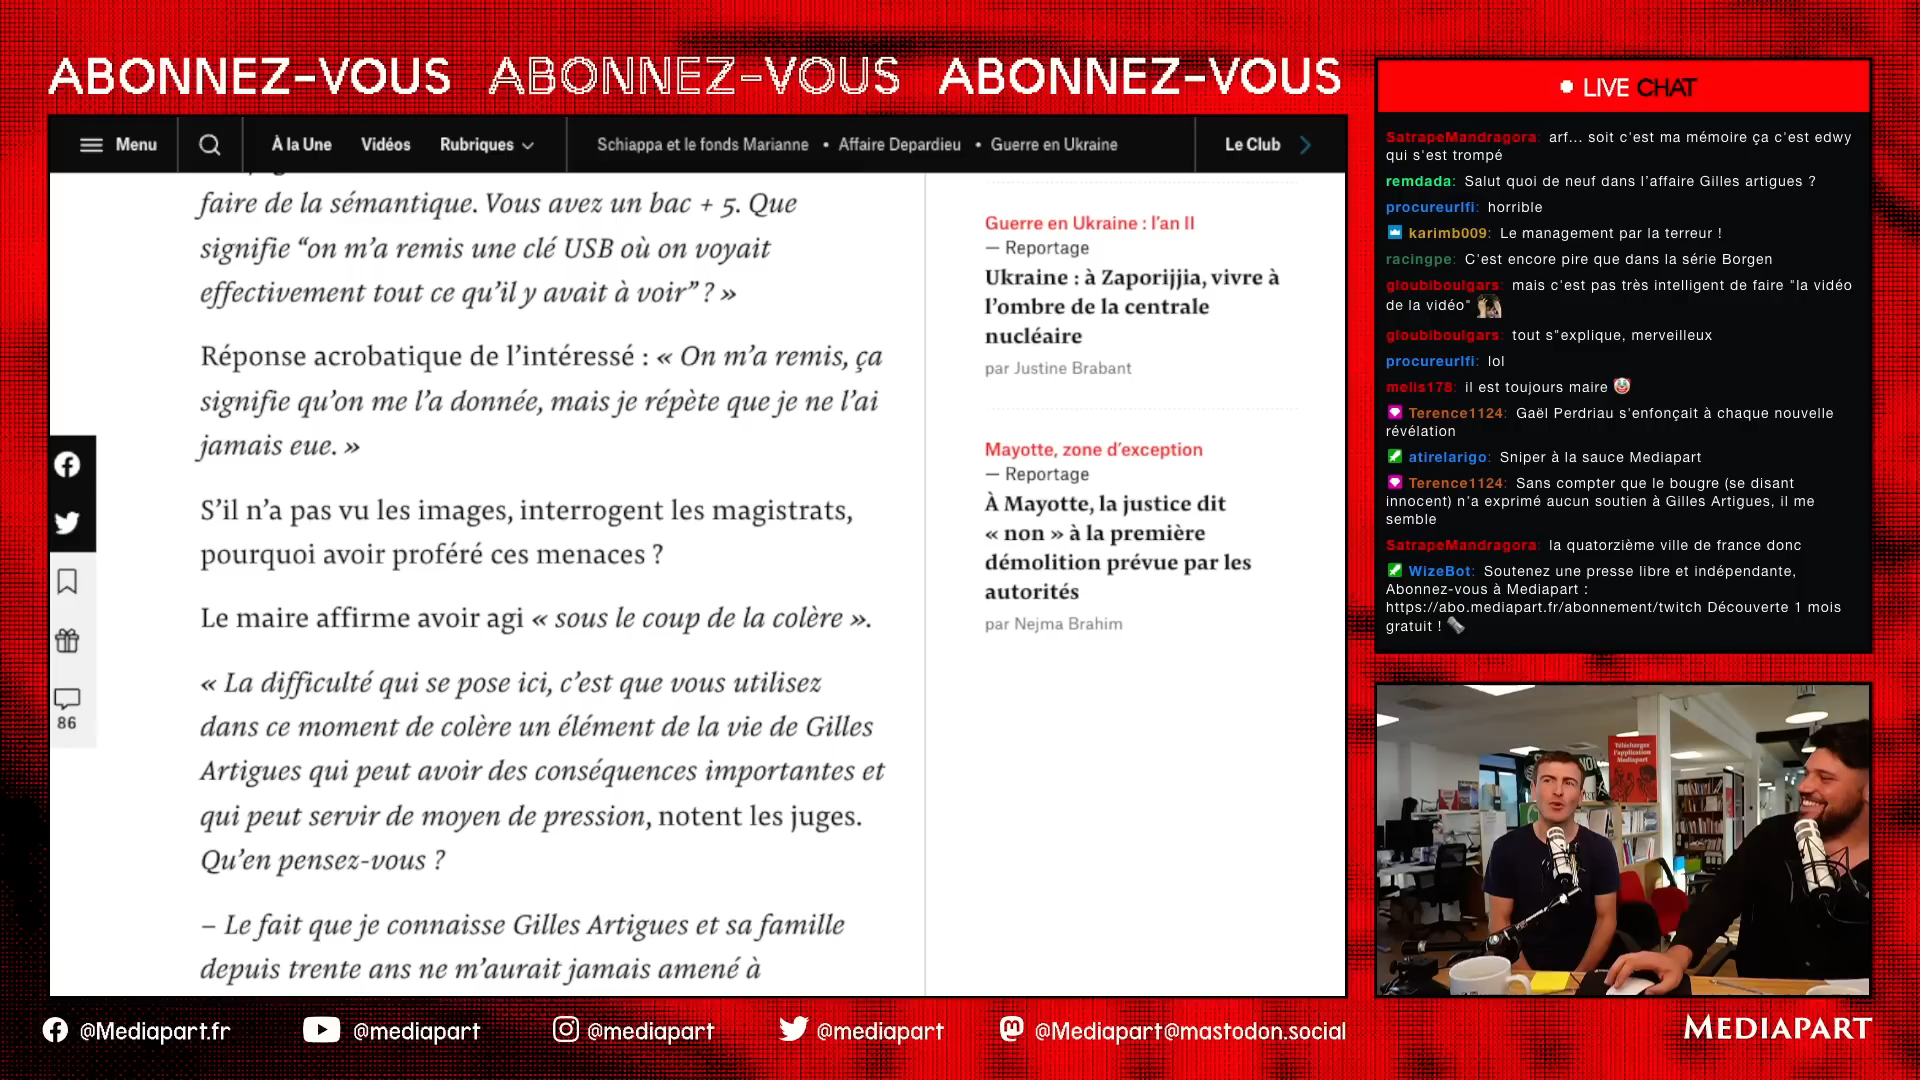 ABONNEZ-VOUS ABONNEZ-VOUS ABONNEZ-VOUS
Menu
À la Une Vidéos Rubriques
Schiappa et le fonds Marianne • Affaire Depardieu • Guerre en Ukraine
Le Club
faire de la sémantique. Vous avez un bac + 5. Que
signifie “on m’a remis une clé USB où on voyait
effectivement tout ce qu’il y avait à voir” ? »
Réponse acrobatique de l’intéressé : « On m’a remis, ça
signifie qu’on me l’a donnée, mais je répète que je ne l’ai
jamais eue. »
S’il n’a pas vu les images, interrogent les magistrats,
pourquoi avoir proféré ces menaces ?
Le maire affirme avoir agi « sous le coup de la colère ».
« La difficulté qui se pose ici, c’est que vous utilisez
dans ce moment de colère un élément de la vie de Gilles
Artigues qui peut avoir des conséquences importantes et
qui peut servir de moyen de pression, notent les juges.
Qu’en pensez-vous ?
– Le fait que je connaisse Gilles Artigues et sa famille
depuis trente ans ne m’aurait jamais amené à
86
Guerre en Ukraine : l’an II
— Reportage
Ukraine : à Zaporijjia, vivre à
l’ombre de la centrale
nucléaire
par Justine Brabant
Mayotte, zone d’exception
— Reportage
À Mayotte, la justice dit
« non » à la première
démolition prévue par les
autorités
par Nejma Brahim
LIVE CHAT
SatrapeMandragora: arf... soit c'est ma mémoire ça c'est edwy
qui s'est trompé
remdada: Salut quoi de neuf dans l’affaire Gilles artigues ?
procureurlfi: horrible
karimb009: Le management par la terreur !
racingpe: C'est encore pire que dans la série Borgen
gloubiboulgars: mais c'est pas très intelligent de faire "la vidéo
de la vidéo"
gloubiboulgars: tout s"explique, merveilleux
procureurlfi: lol
melis178: il est toujours maire
Terence1124: Gaël Perdriau s'enfonçait à chaque nouvelle
révélation
atirelarigo: Sniper à la sauce Mediapart
Terence1124: Sans compter que le bougre (se disant
innocent) n'a exprimé aucun soutien à Gilles Artigues, il me
semble
SatrapeMandragora: la quatorzième ville de france donc
WizeBot: Soutenez une presse libre et indépendante,
Abonnez-vous à Mediapart :
https://abo.mediapart.fr/abonnement/twitch Découverte 1 mois
gratuit !
Téléchargez
l'application
Mediapart
@Mediapart.fr
@mediapart
@mediapart
@mediapart
@Mediapart@mastodon.social
MEDIAPART